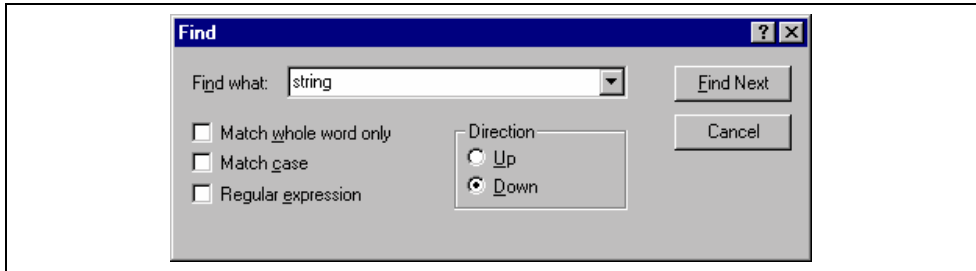 Find
Find what: string
Find Next
Match whole word only
Direction
Cancel
Match case
Up
Regular expression
Down